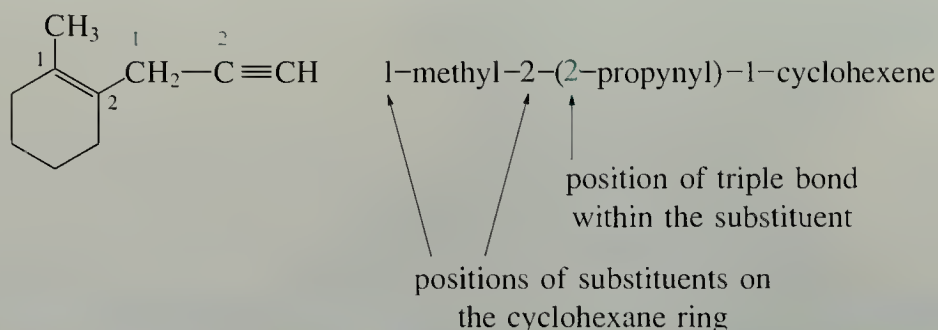 CH₃
1 2
1 CH₂—C≡CH 1-methyl-2-(2-propynyl)-1-cyclohexene
2
position of triple bond
within the substituent
positions of substituents on
the cyclohexane ring